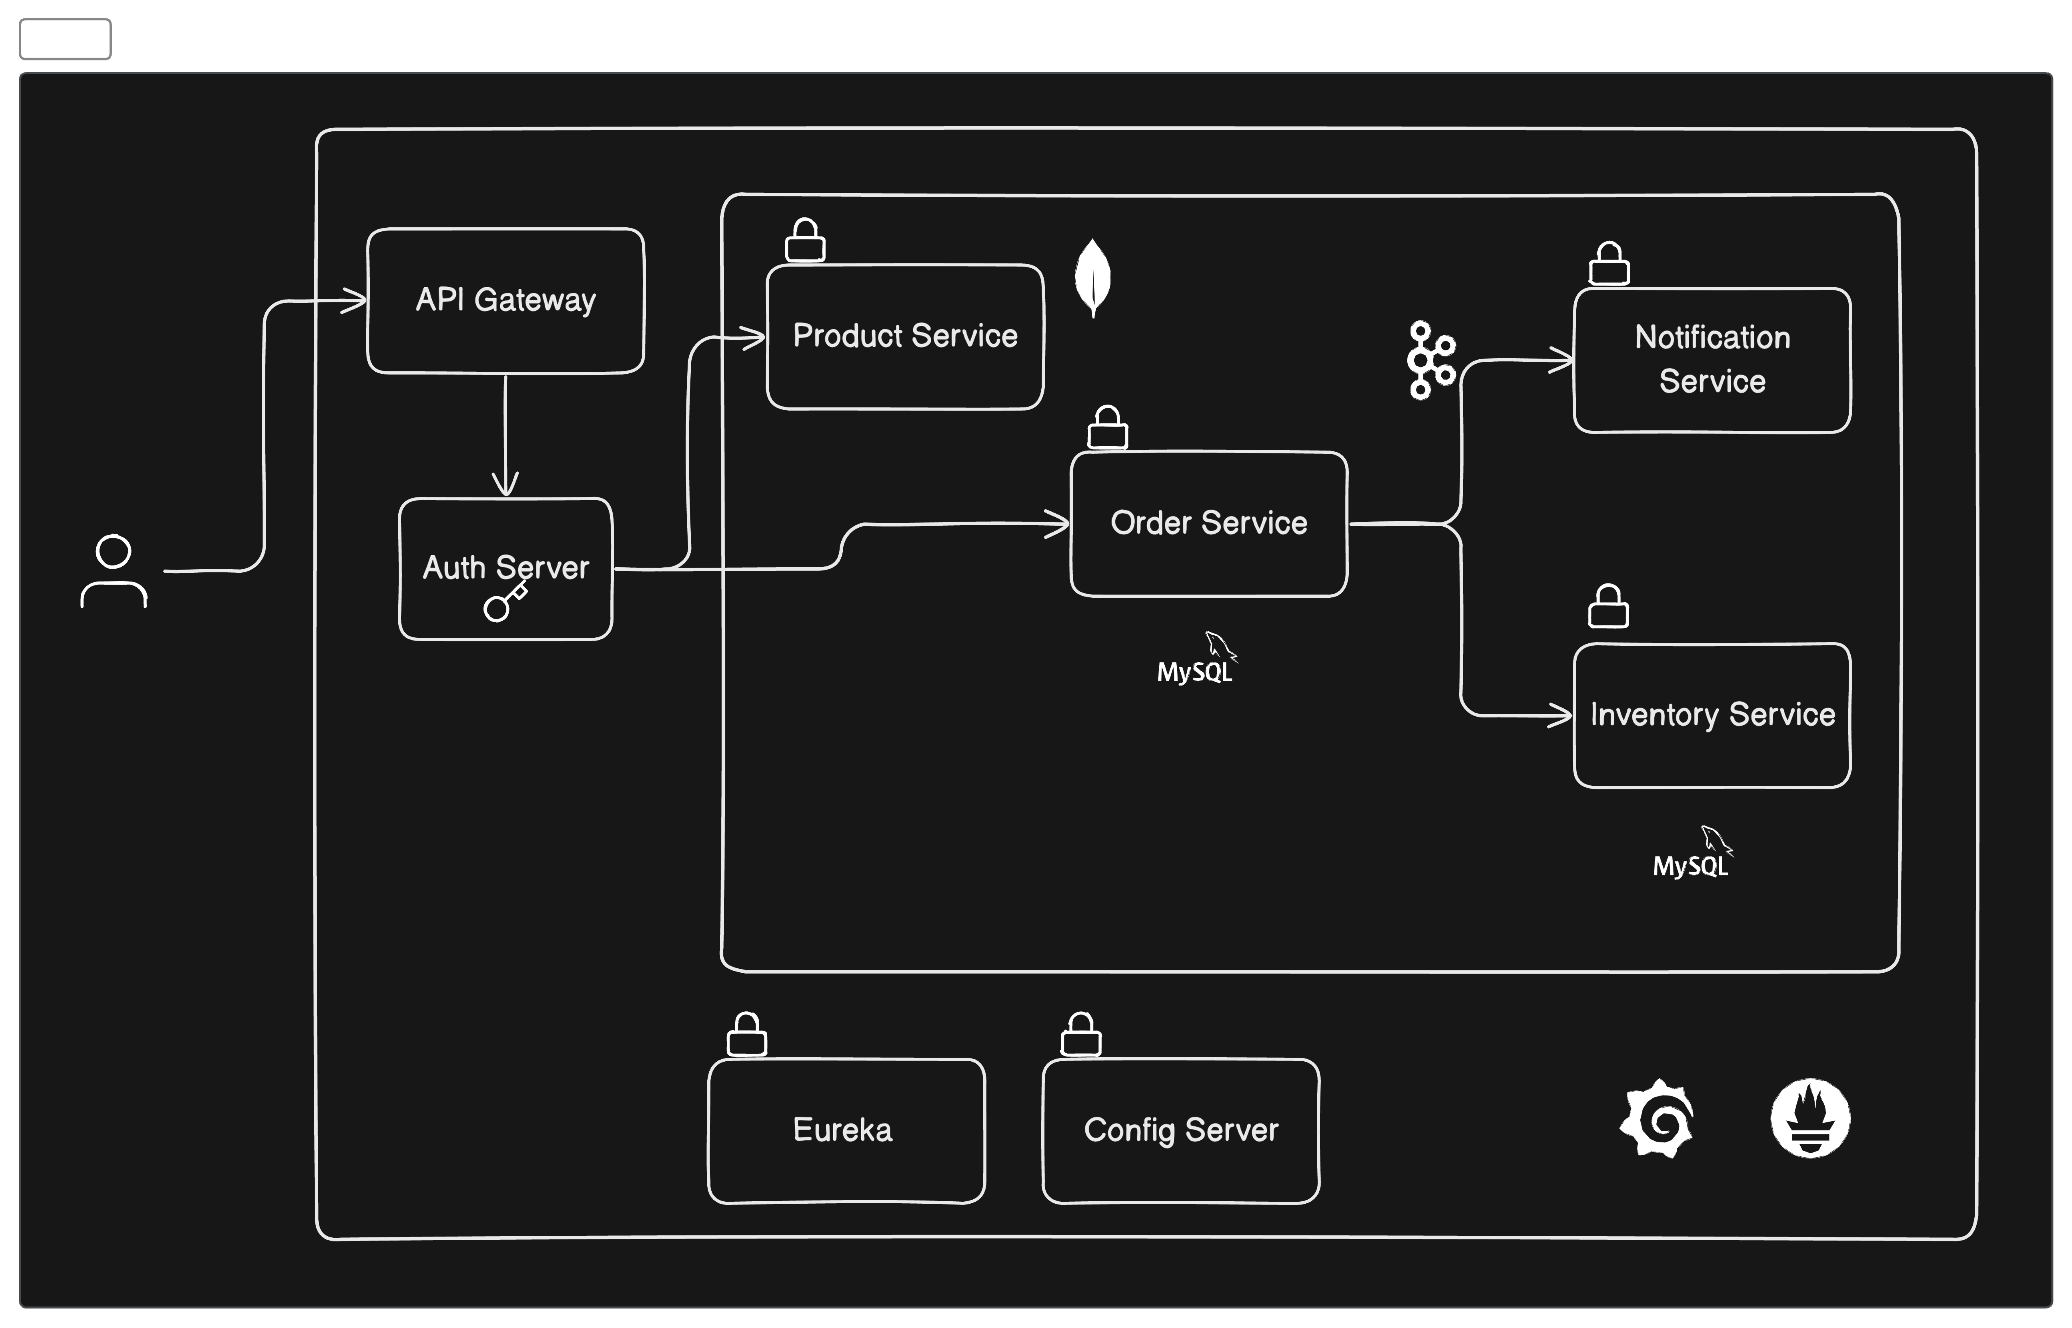 API Gateway
Product Service
Notification
Service
Order Service
Auth Server
MySQL
Inventory Service
MySQL
Eureka
Config Server